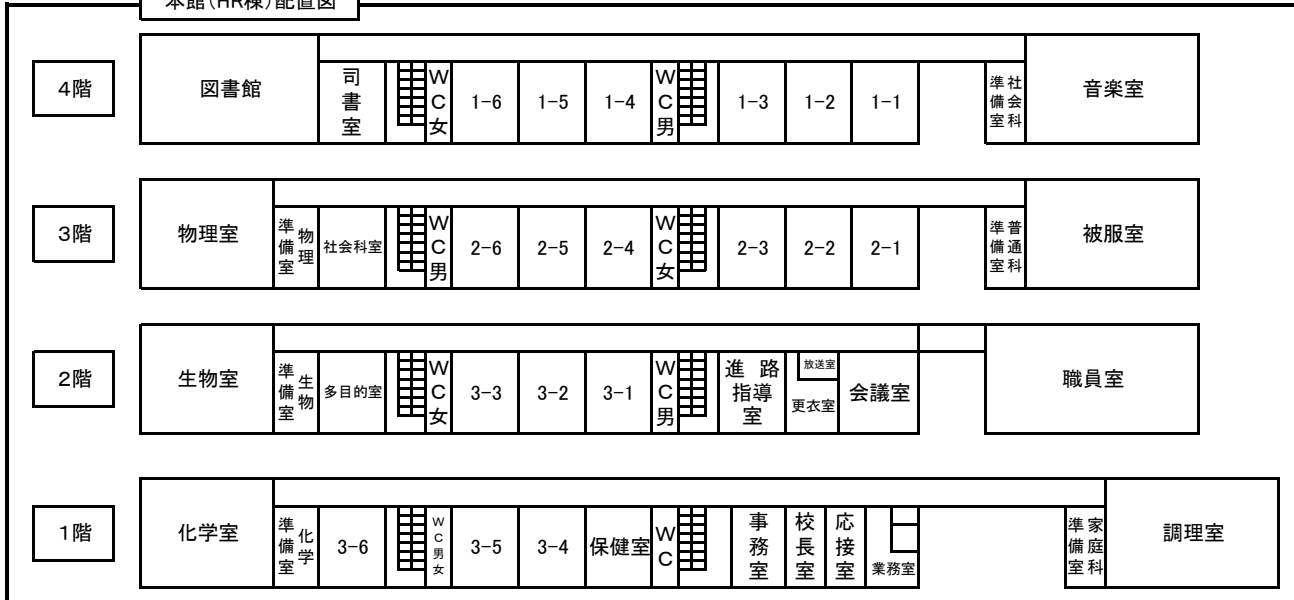 本館(HR棟)配置図
4階
図書館
司書室
WC女
1-6
1-5
1-4
WC男
1-3
1-2
1-1
社会科準備室
音楽室
3階
物理室
物理準備室
社会科室
WC男
2-6
2-5
2-4
WC女
2-3
2-2
2-1
普通科準備室
被服室
2階
生物室
生物準備室
多目的室
WC女
3-3
3-2
3-1
WC男
進路指導室
放送室
更衣室
会議室
職員室
1階
化学室
化学準備室
3-6
WC男女
3-5
3-4
保健室
WC
事務室
校長室
応接室
業務室
家庭科準備室
調理室